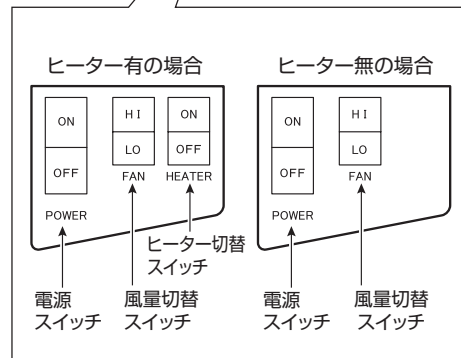 ヒーター有の場合
ON
OFF
POWER
HI
LO
FAN
ON
OFF
HEATER
ヒーター切替
スイッチ
電源
スイッチ
風量切替
スイッチ
ヒーター無の場合
ON
OFF
POWER
HI
LO
FAN
電源
スイッチ
風量切替
スイッチ